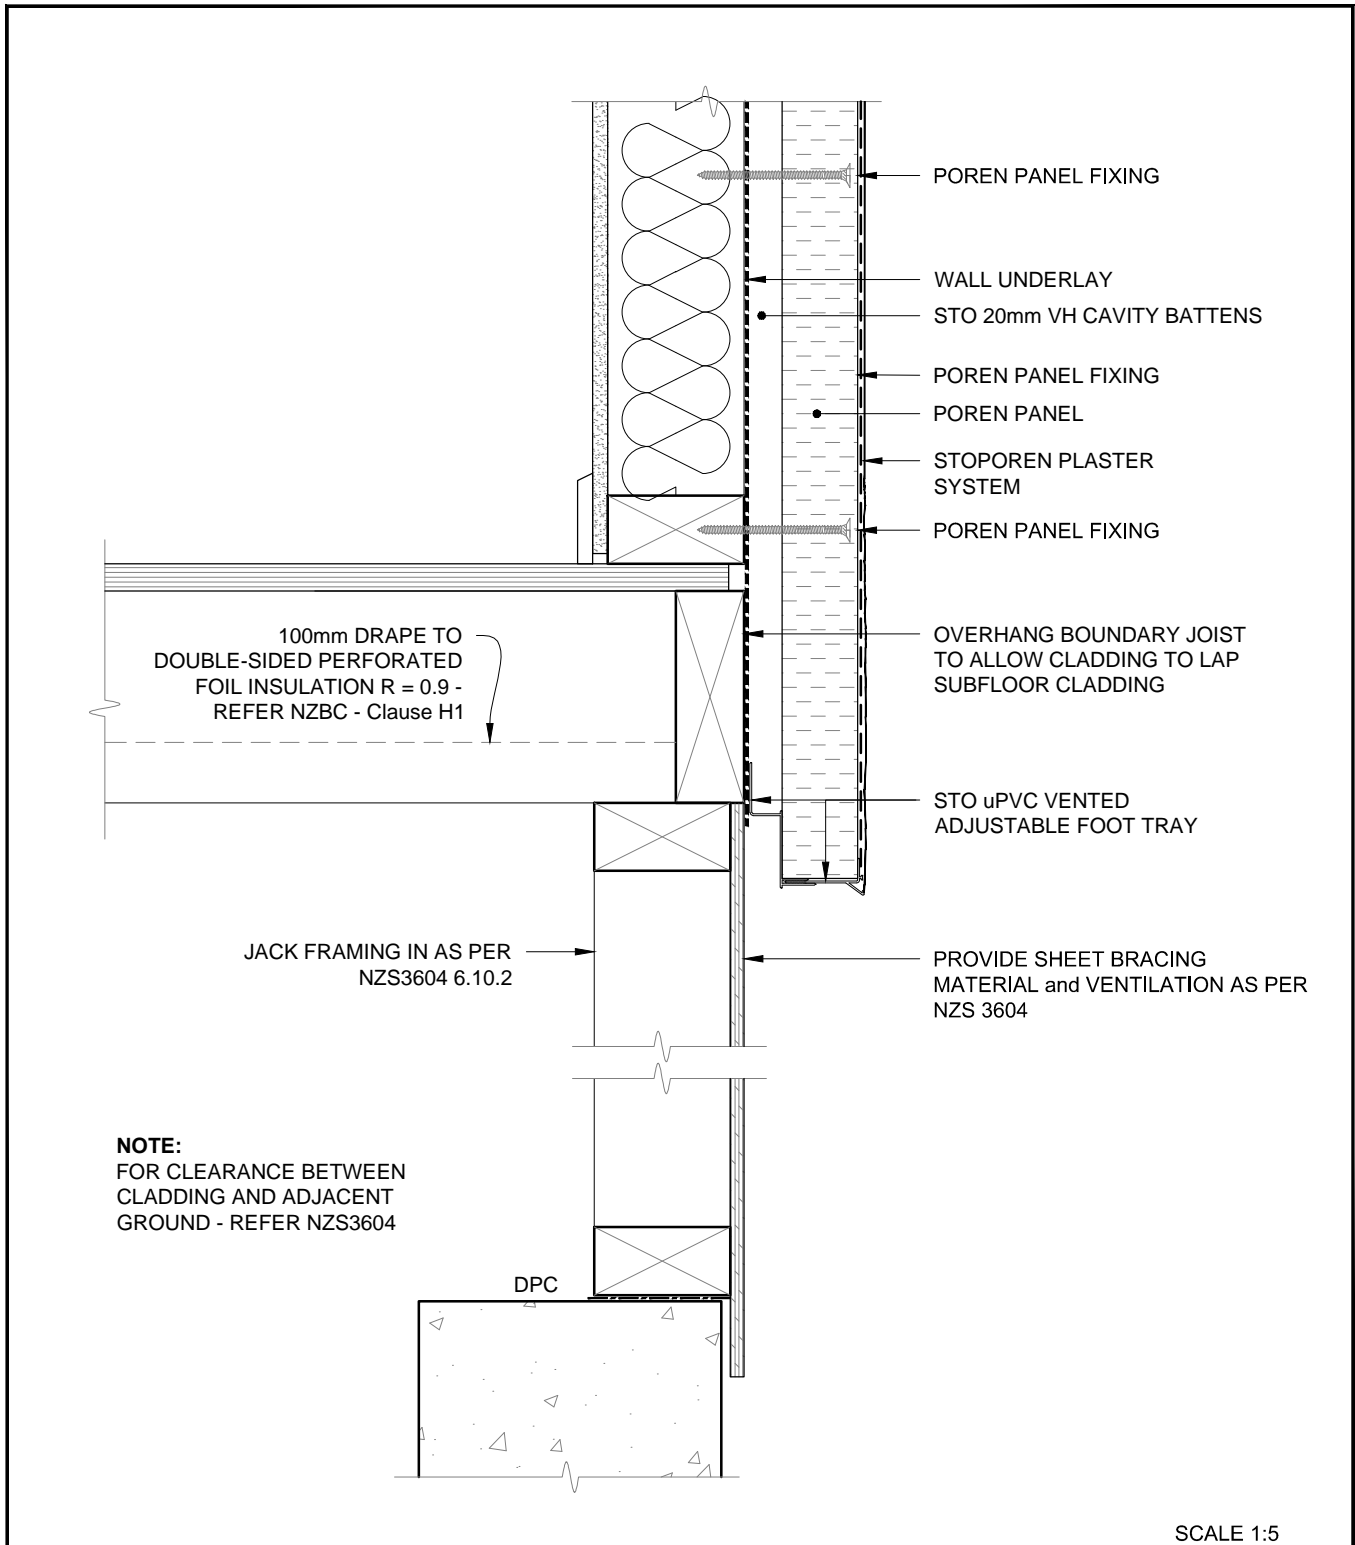 POREN PANEL FIXING
WALL UNDERLAY
STO 20mm VH CAVITY BATTENS
POREN PANEL FIXING
POREN PANEL
STOPOREN PLASTER
SYSTEM
POREN PANEL FIXING
100mm DRAPE TO
DOUBLE-SIDED PERFORATED
FOIL INSULATION R = 0.9 -
REFER NZBC - Clause H1
OVERHANG BOUNDARY JOIST
TO ALLOW CLADDING TO LAP
SUBFLOOR CLADDING
STO uPVC VENTED
ADJUSTABLE FOOT TRAY
JACK FRAMING IN AS PER
NZS3604 6.10.2
PROVIDE SHEET BRACING
MATERIAL and VENTILATION AS PER
NZS 3604
NOTE:
FOR CLEARANCE BETWEEN
CLADDING AND ADJACENT
GROUND - REFER NZS3604
DPC
SCALE 1:5